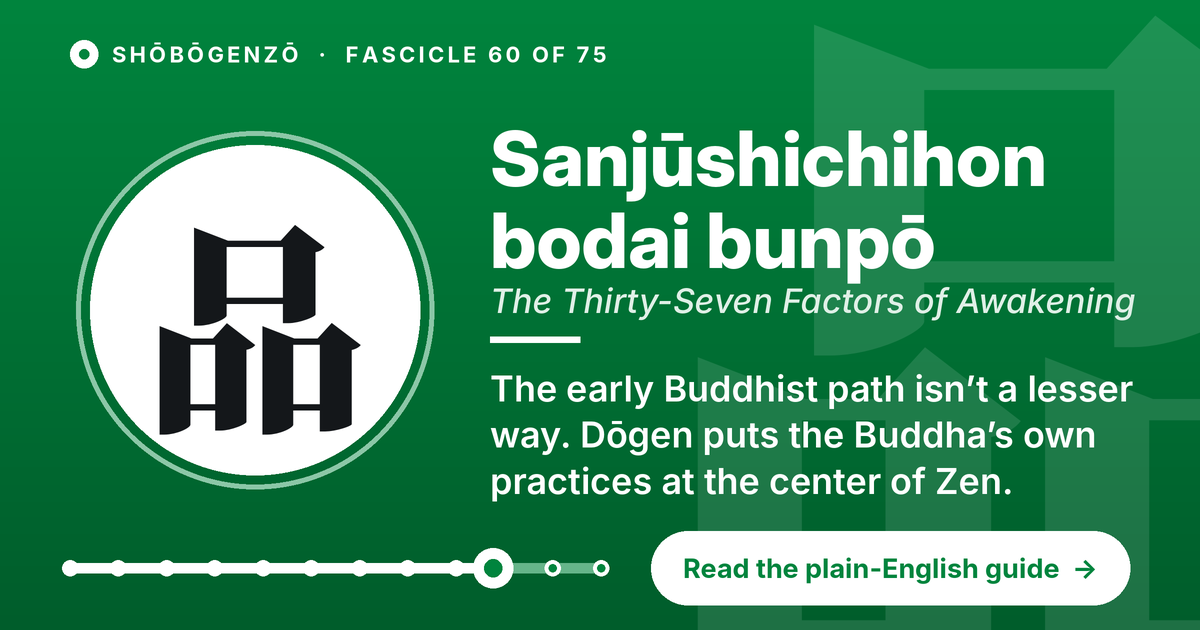 SHŌBŌGENZŌ · FASCICLE 60 OF 75
品
Sanjūshichihon
bodai bunpō
The Thirty-Seven Factors of Awakening
The early Buddhist path isn’t a lesser
way. Dōgen puts the Buddha’s own
practices at the center of Zen.
Read the plain-English guide →